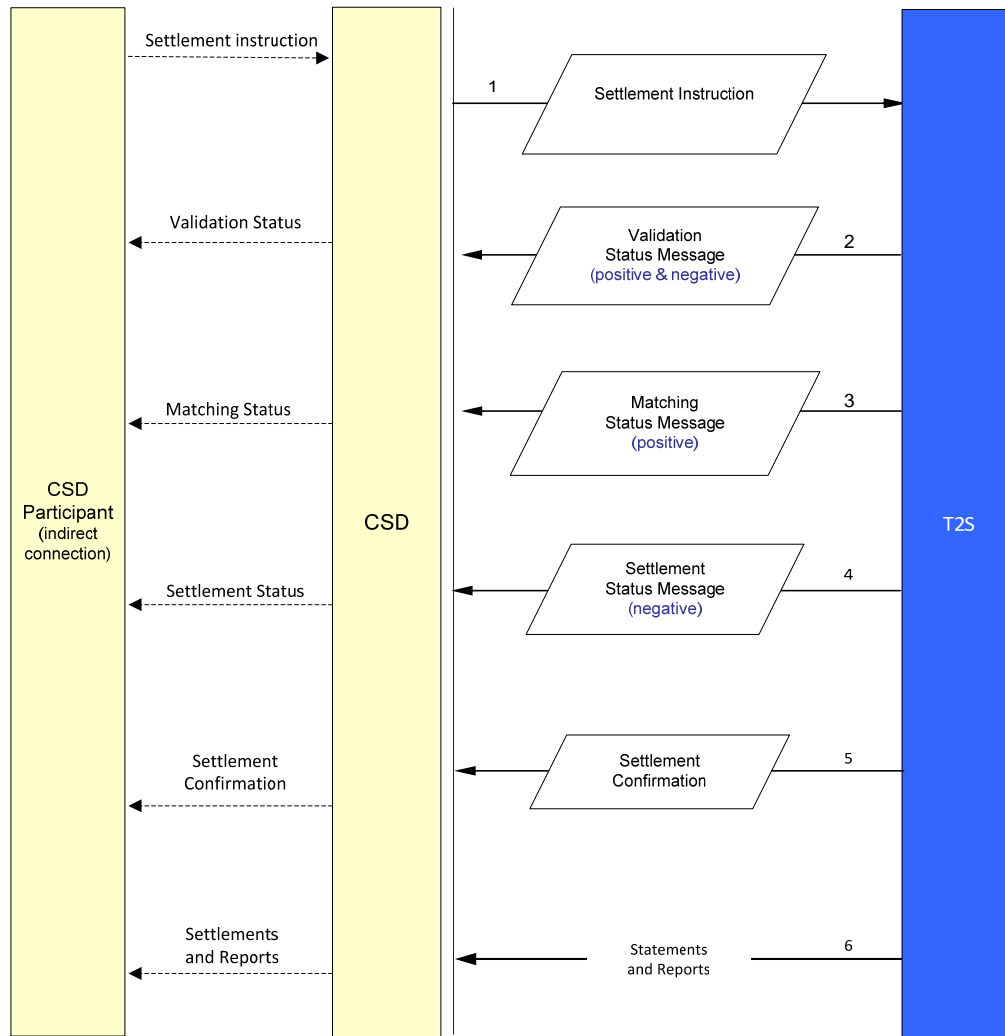 Settlement instruction
1
Settlement Instruction
Validation Status
Validation
Status Message
(positive & negative)
2
Matching Status
Matching
Status Message
(positive)
3
CSD
Participant
(indirect
connection)
CSD
T2S
Settlement Status
Settlement
Status Message
(negative)
4
Settlement
Confirmation
Settlement
Confirmation
5
Settlements
and Reports
Statements
and Reports
6